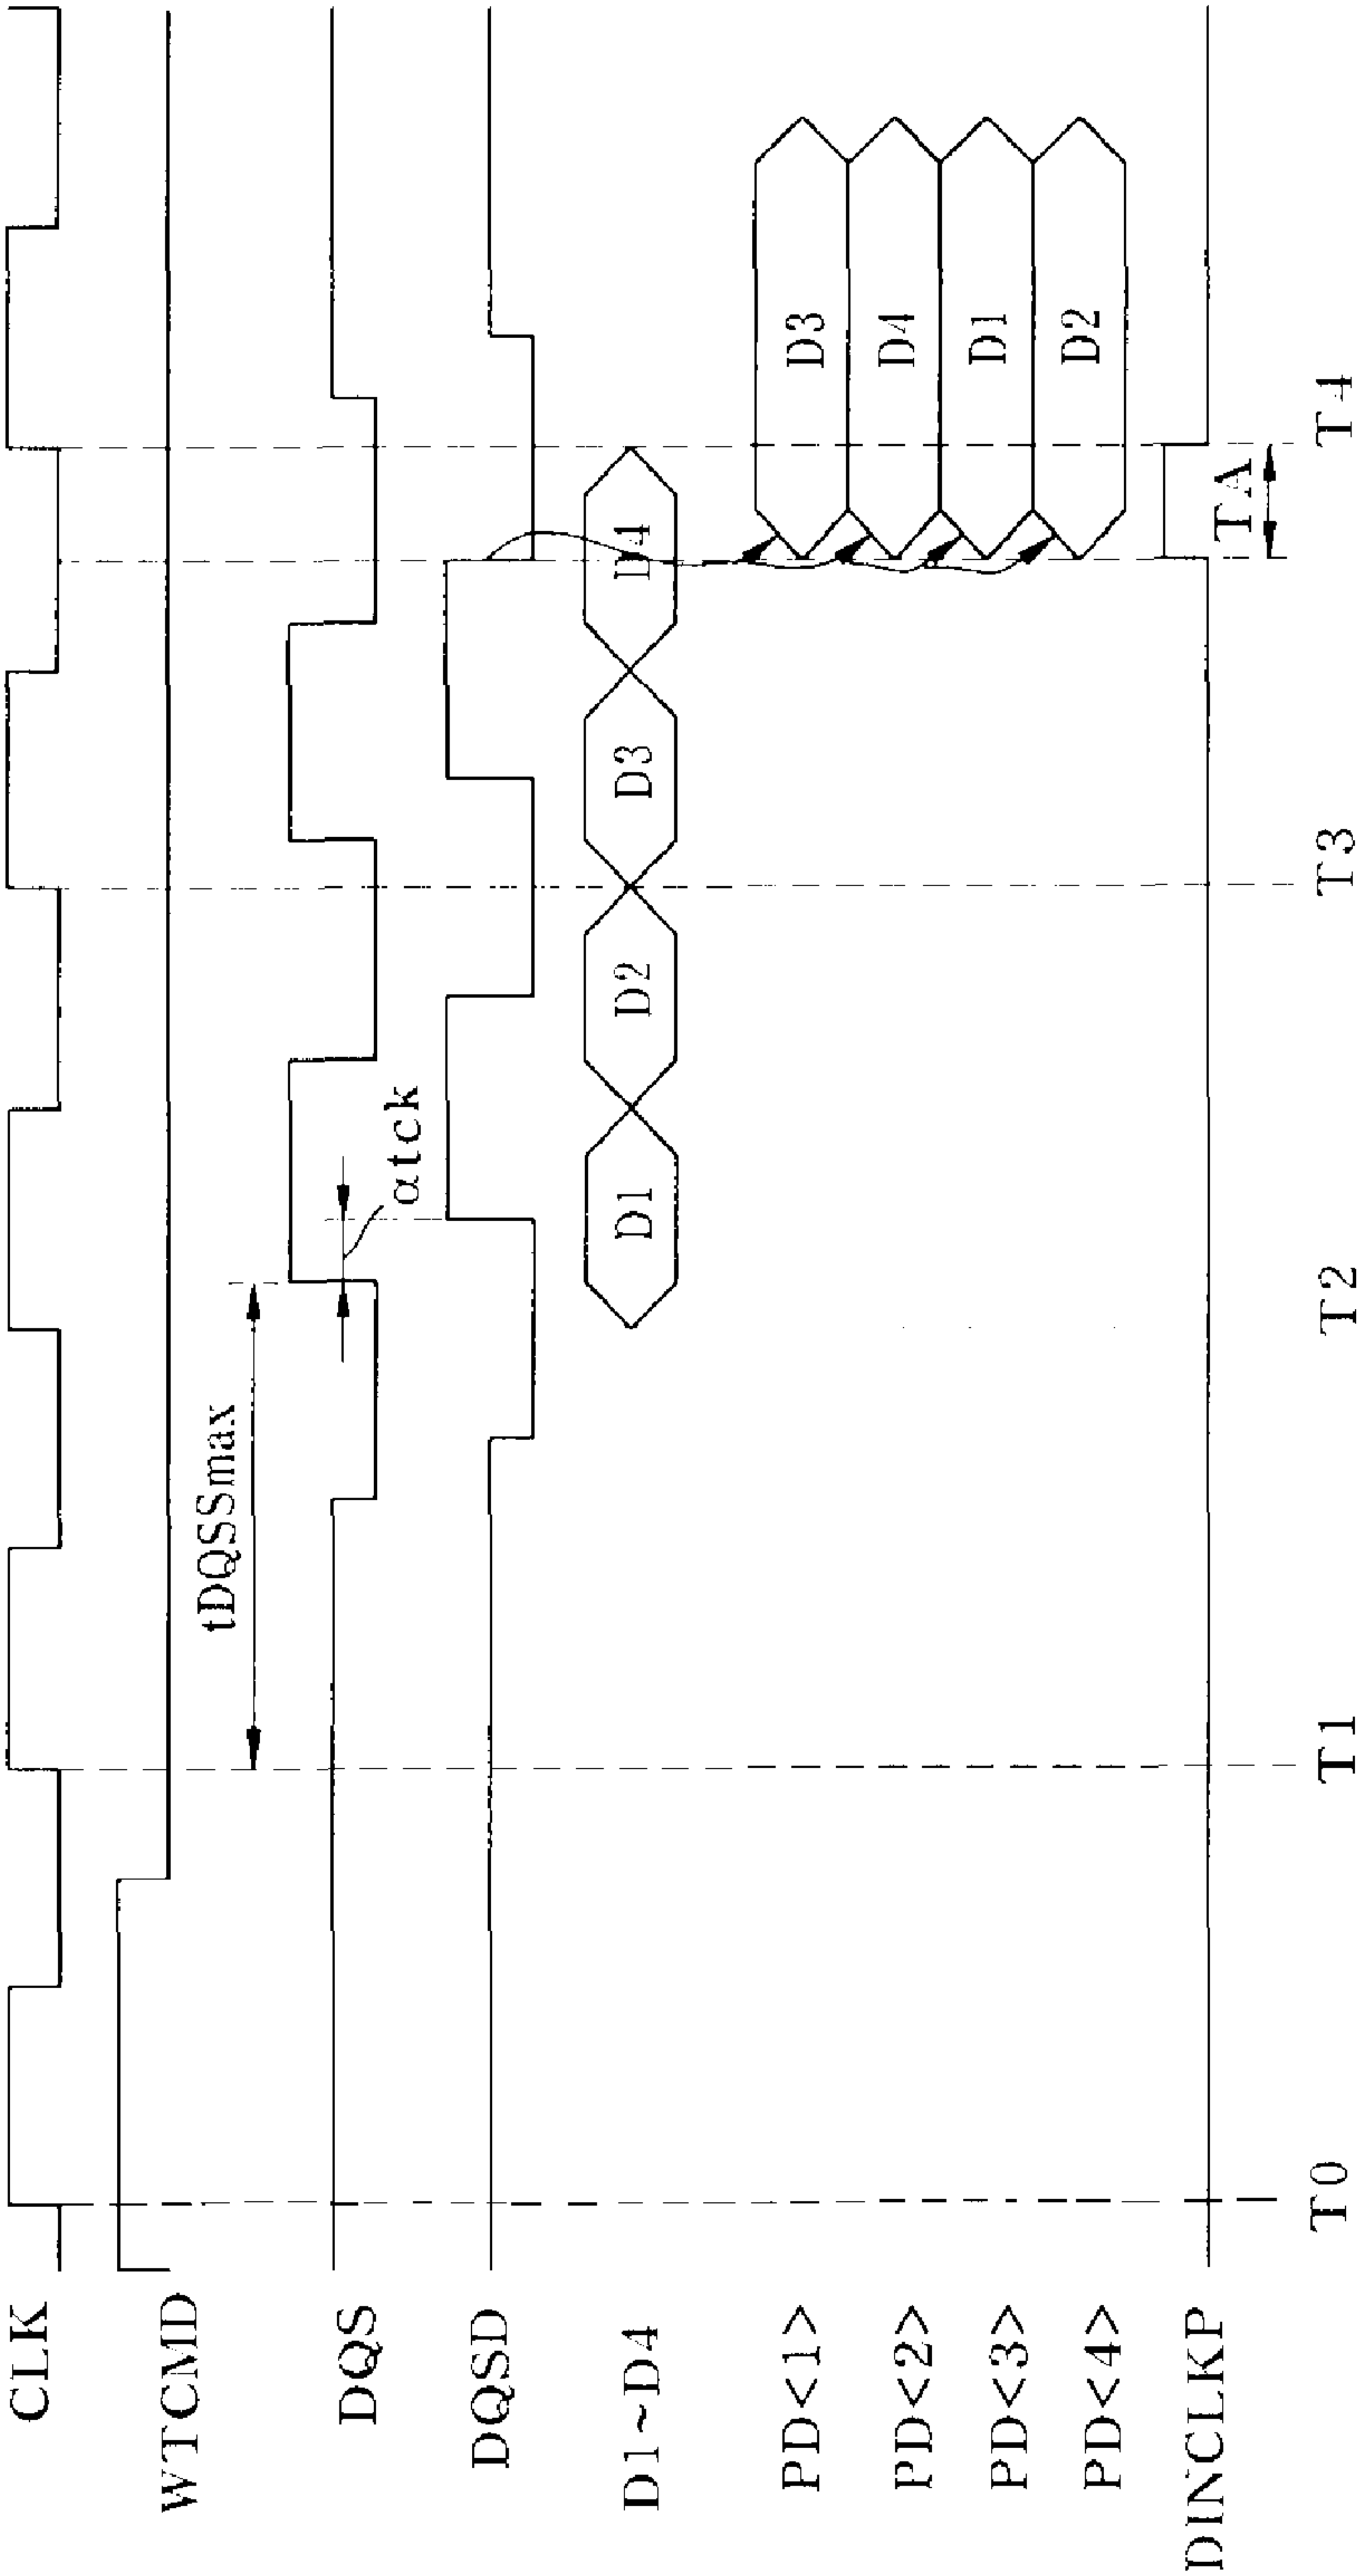 CLK
WTCMD
tDQSSmax
DQS
αtck
DQSD
D1~D4
D1
D2
D3
D4
PD<1>
D3
PD<2>
D4
PD<3>
D1
PD<4>
D2
DINCLKP
TA
T0
T1
T2
T3
T4